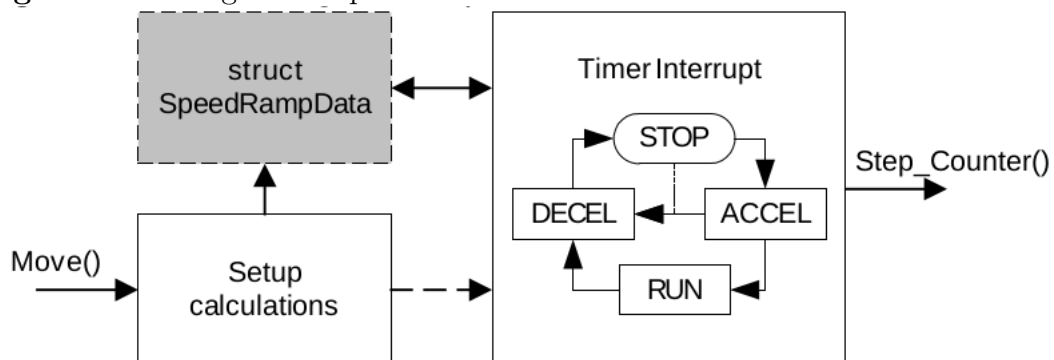 struct
SpeedRampData
Timer Interrupt
STOP
Step_Counter()
DECEL
ACCEL
Move()
Setup
calculations
RUN